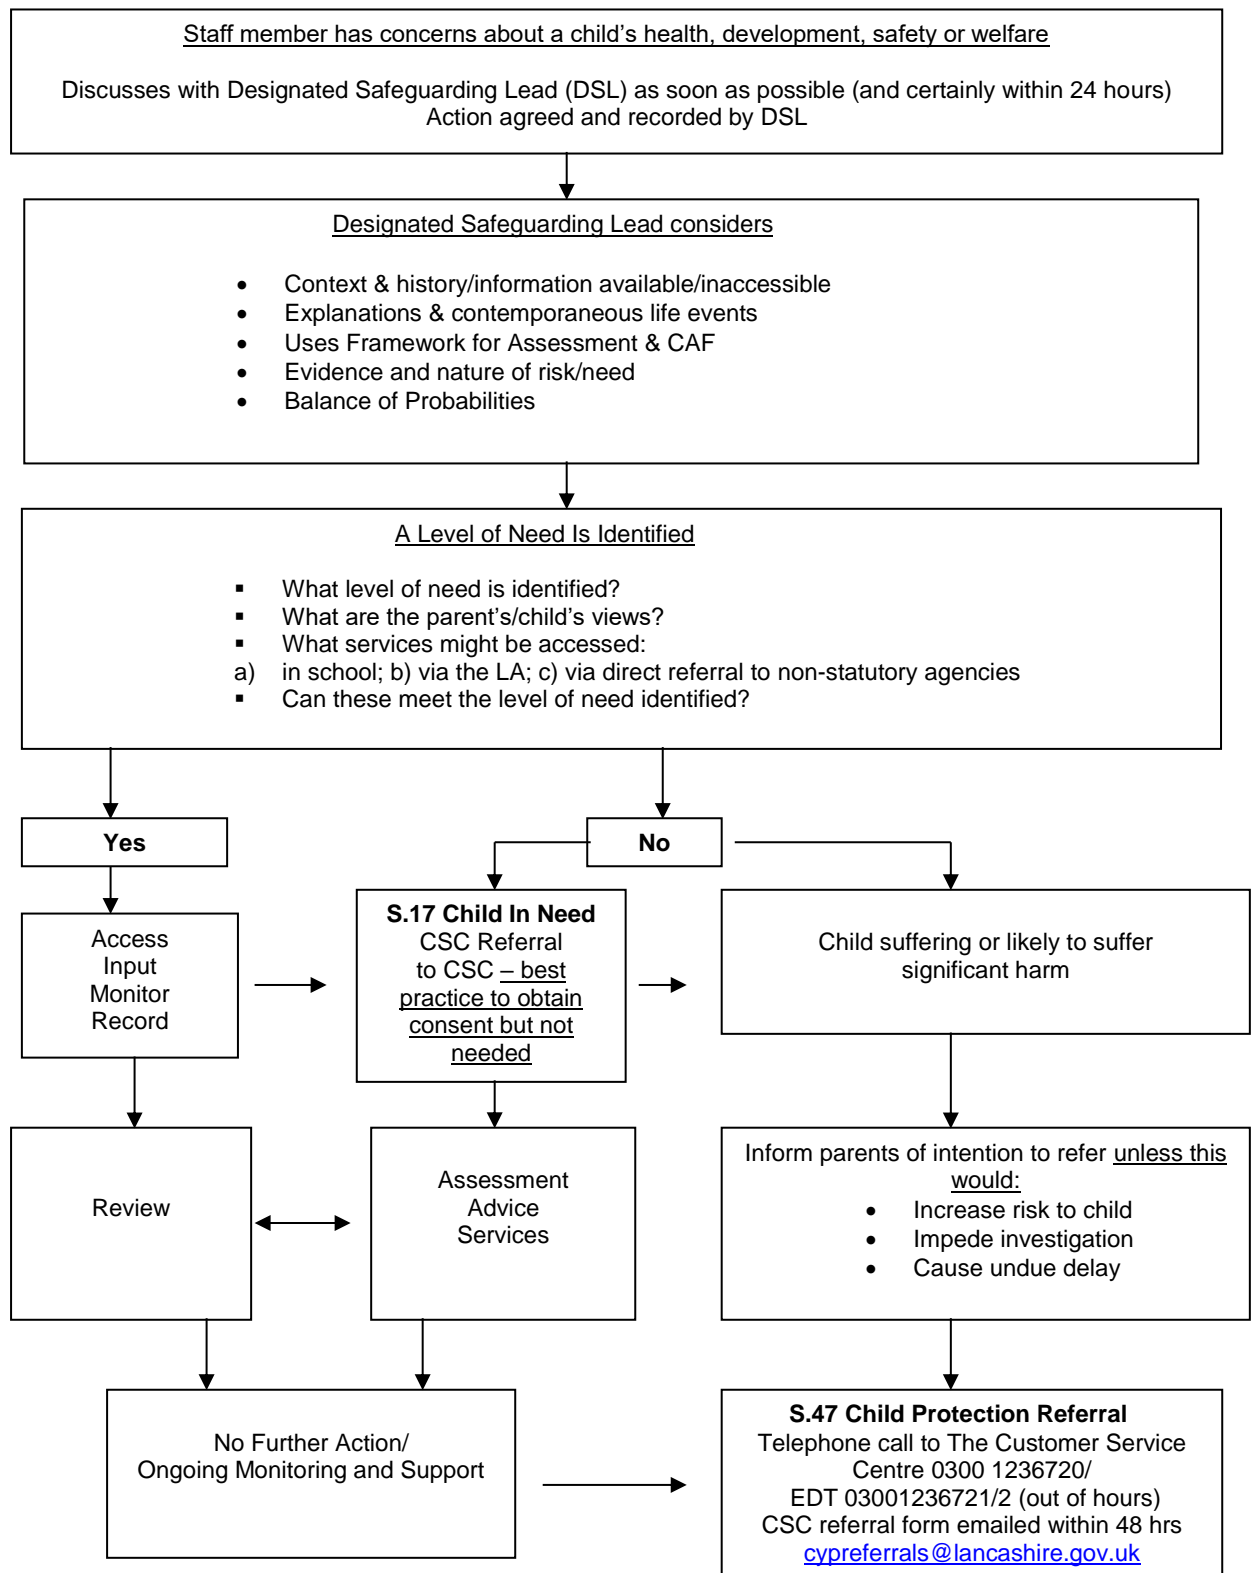 Staff member has concerns about a child’s health, development, safety or welfare
Discusses with Designated Safeguarding Lead (DSL) as soon as possible (and certainly within 24 hours)
Action agreed and recorded by DSL
Designated Safeguarding Lead considers
• Context & history/information available/inaccessible
• Explanations & contemporaneous life events
• Uses Framework for Assessment & CAF
• Evidence and nature of risk/need
• Balance of Probabilities
A Level of Need Is Identified
▪ What level of need is identified?
▪ What are the parent’s/child’s views?
▪ What services might be accessed:
a) in school; b) via the LA; c) via direct referral to non-statutory agencies
▪ Can these meet the level of need identified?
Yes
No
Access
Input
Monitor
Record
S.17 Child In Need
CSC Referral
to CSC – best
practice to obtain
consent but not
needed
Child suffering or likely to suffer
significant harm
Review
Assessment
Advice
Services
Inform parents of intention to refer unless this
would:
• Increase risk to child
• Impede investigation
• Cause undue delay
No Further Action/
Ongoing Monitoring and Support
S.47 Child Protection Referral
Telephone call to The Customer Service
Centre 0300 1236720/
EDT 03001236721/2 (out of hours)
CSC referral form emailed within 48 hrs
cypreferrals@lancashire.gov.uk